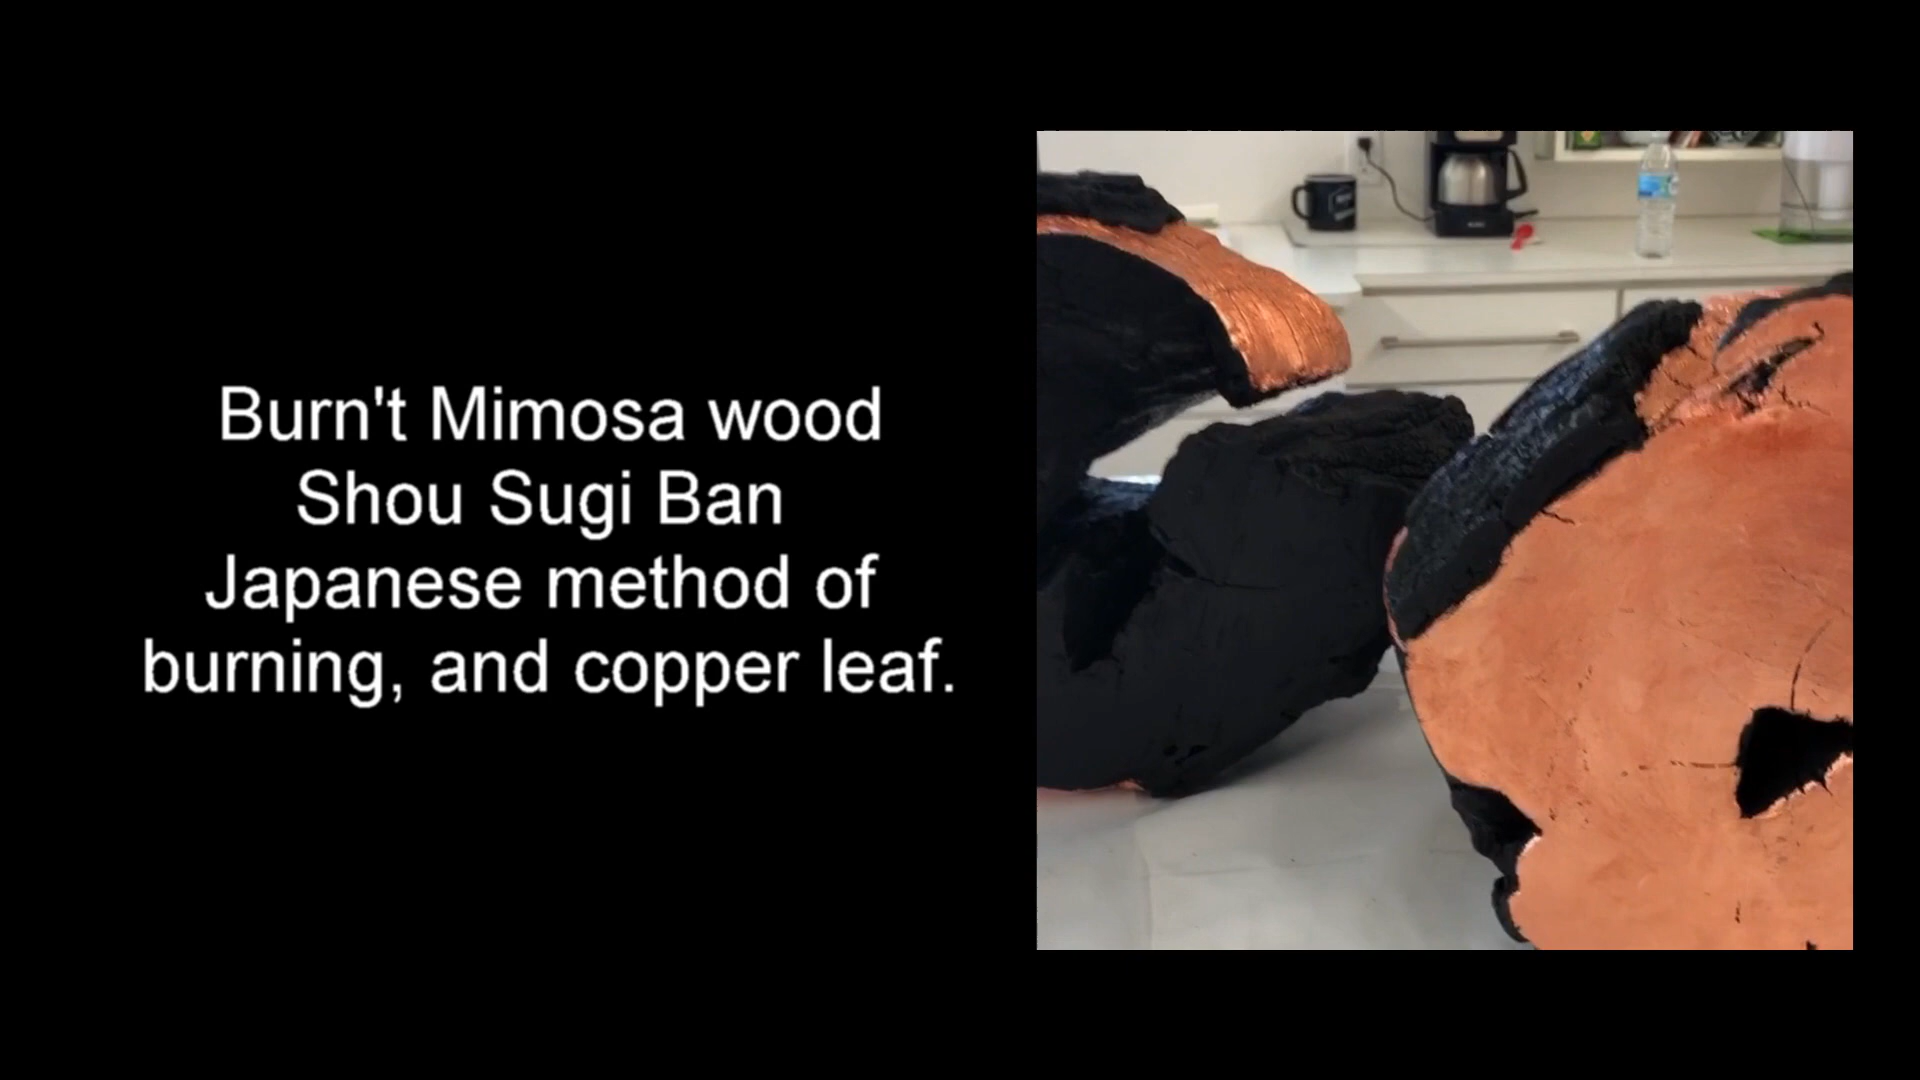 Burn't Mimosa wood
Shou Sugi Ban
Japanese method of
burning, and copper leaf.